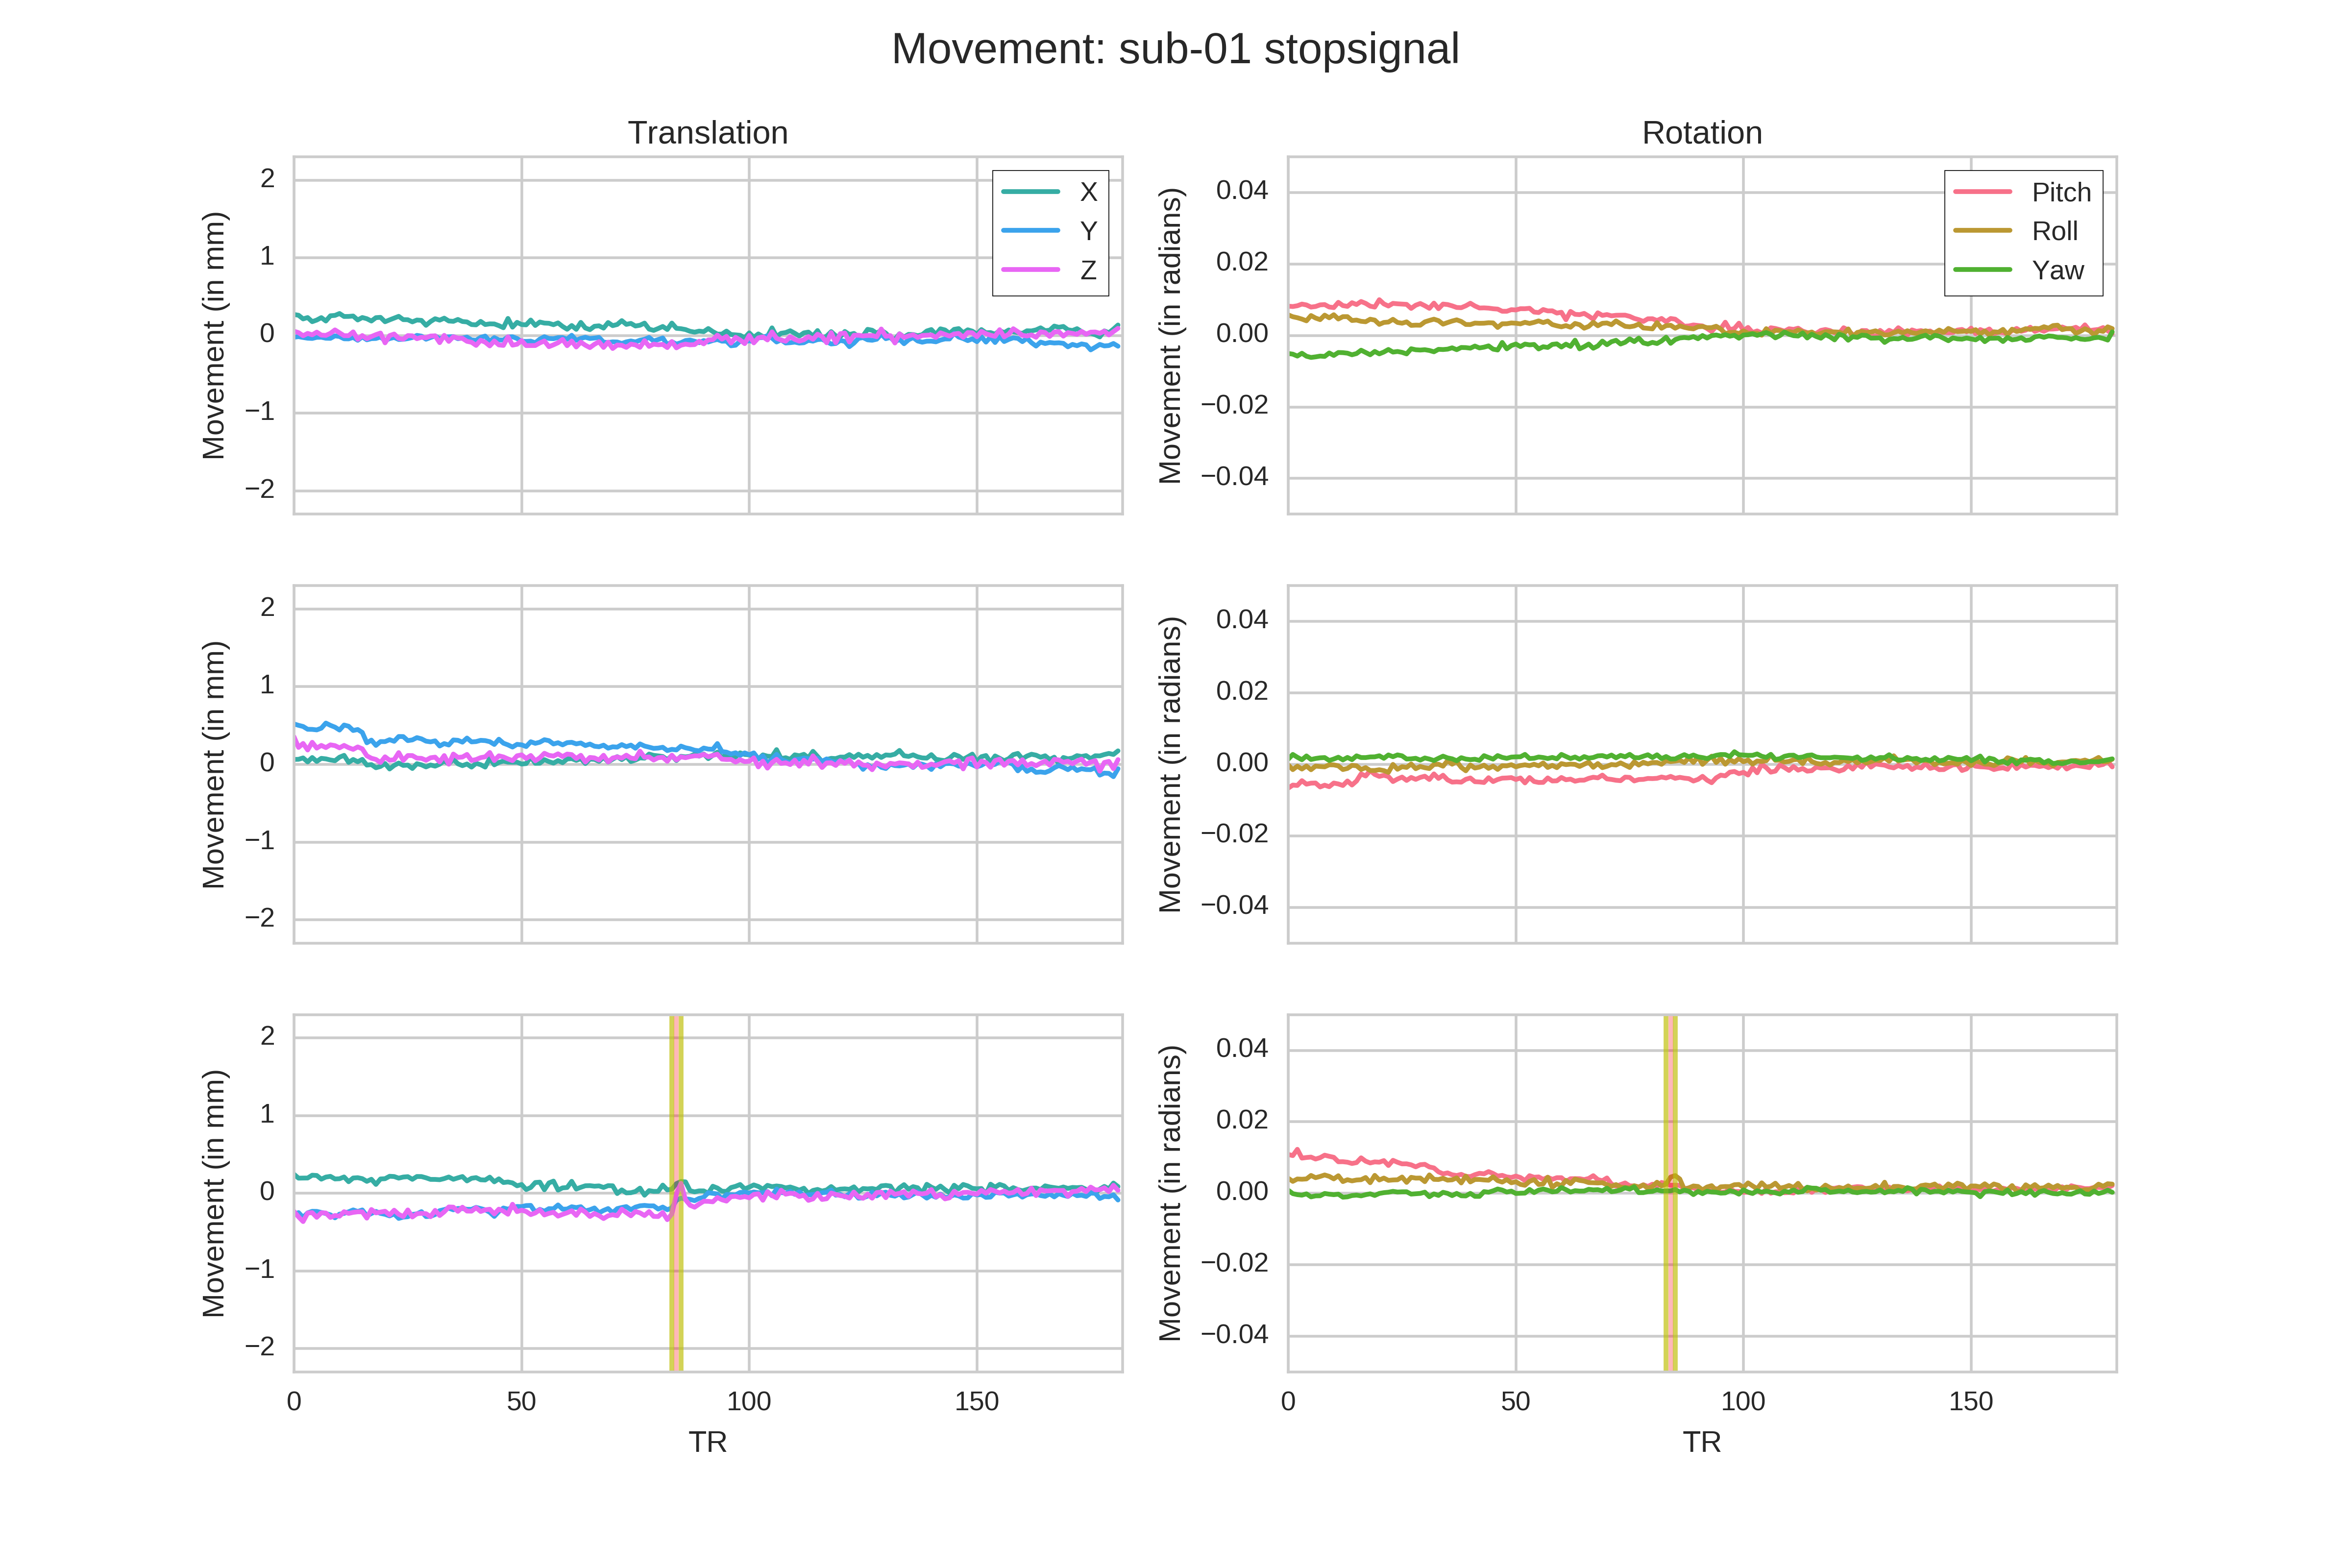 Movement: sub-01 stopsignal
Translation
Rotation
Movement (in mm)
2
1
0
−1
−2
X
Y
Z
Movement (in radians)
0.04
0.02
0.00
−0.02
−0.04
Pitch
Roll
Yaw
Movement (in mm)
2
1
0
−1
−2
Movement (in radians)
0.04
0.02
0.00
−0.02
−0.04
Movement (in mm)
2
1
0
−1
−2
0 50 100 150
TR
Movement (in radians)
0.04
0.02
0.00
−0.02
−0.04
0 50 100 150
TR